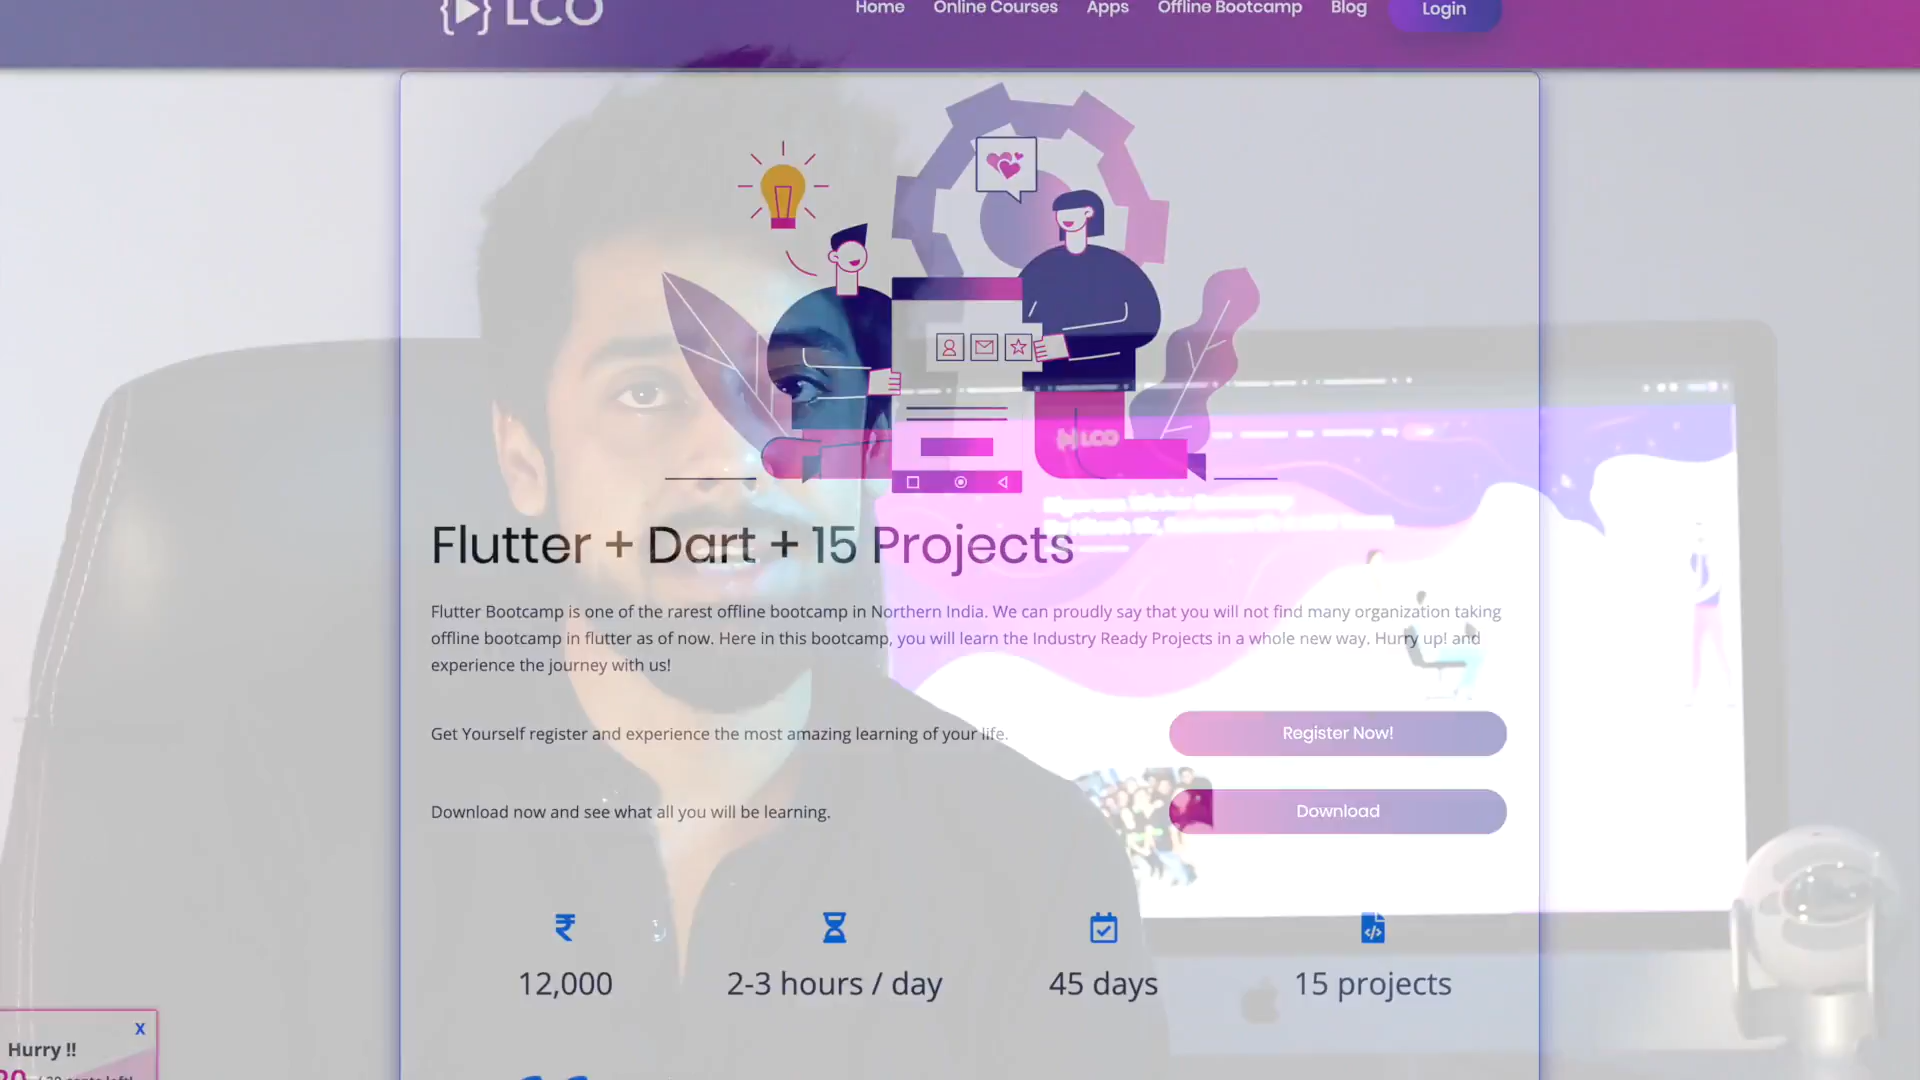 LCO
Home Online Courses Apps Offline Bootcamp Blog Login
LCO
Flutter + Dart + 15 Projects
Flutter Bootcamp is one of the rarest offline bootcamp in Northern India. We can proudly say that you will not find many organization taking
offline bootcamp in flutter as of now. Here in this bootcamp, you will learn the Industry Ready Projects in a whole new way. Hurry up! and
experience the journey with us!
Get Yourself register and experience the most amazing learning of your life.
Register Now!
Download now and see what all you will be learning.
Download
12,000
2-3 hours / day
45 days
15 projects
X
Hurry !!